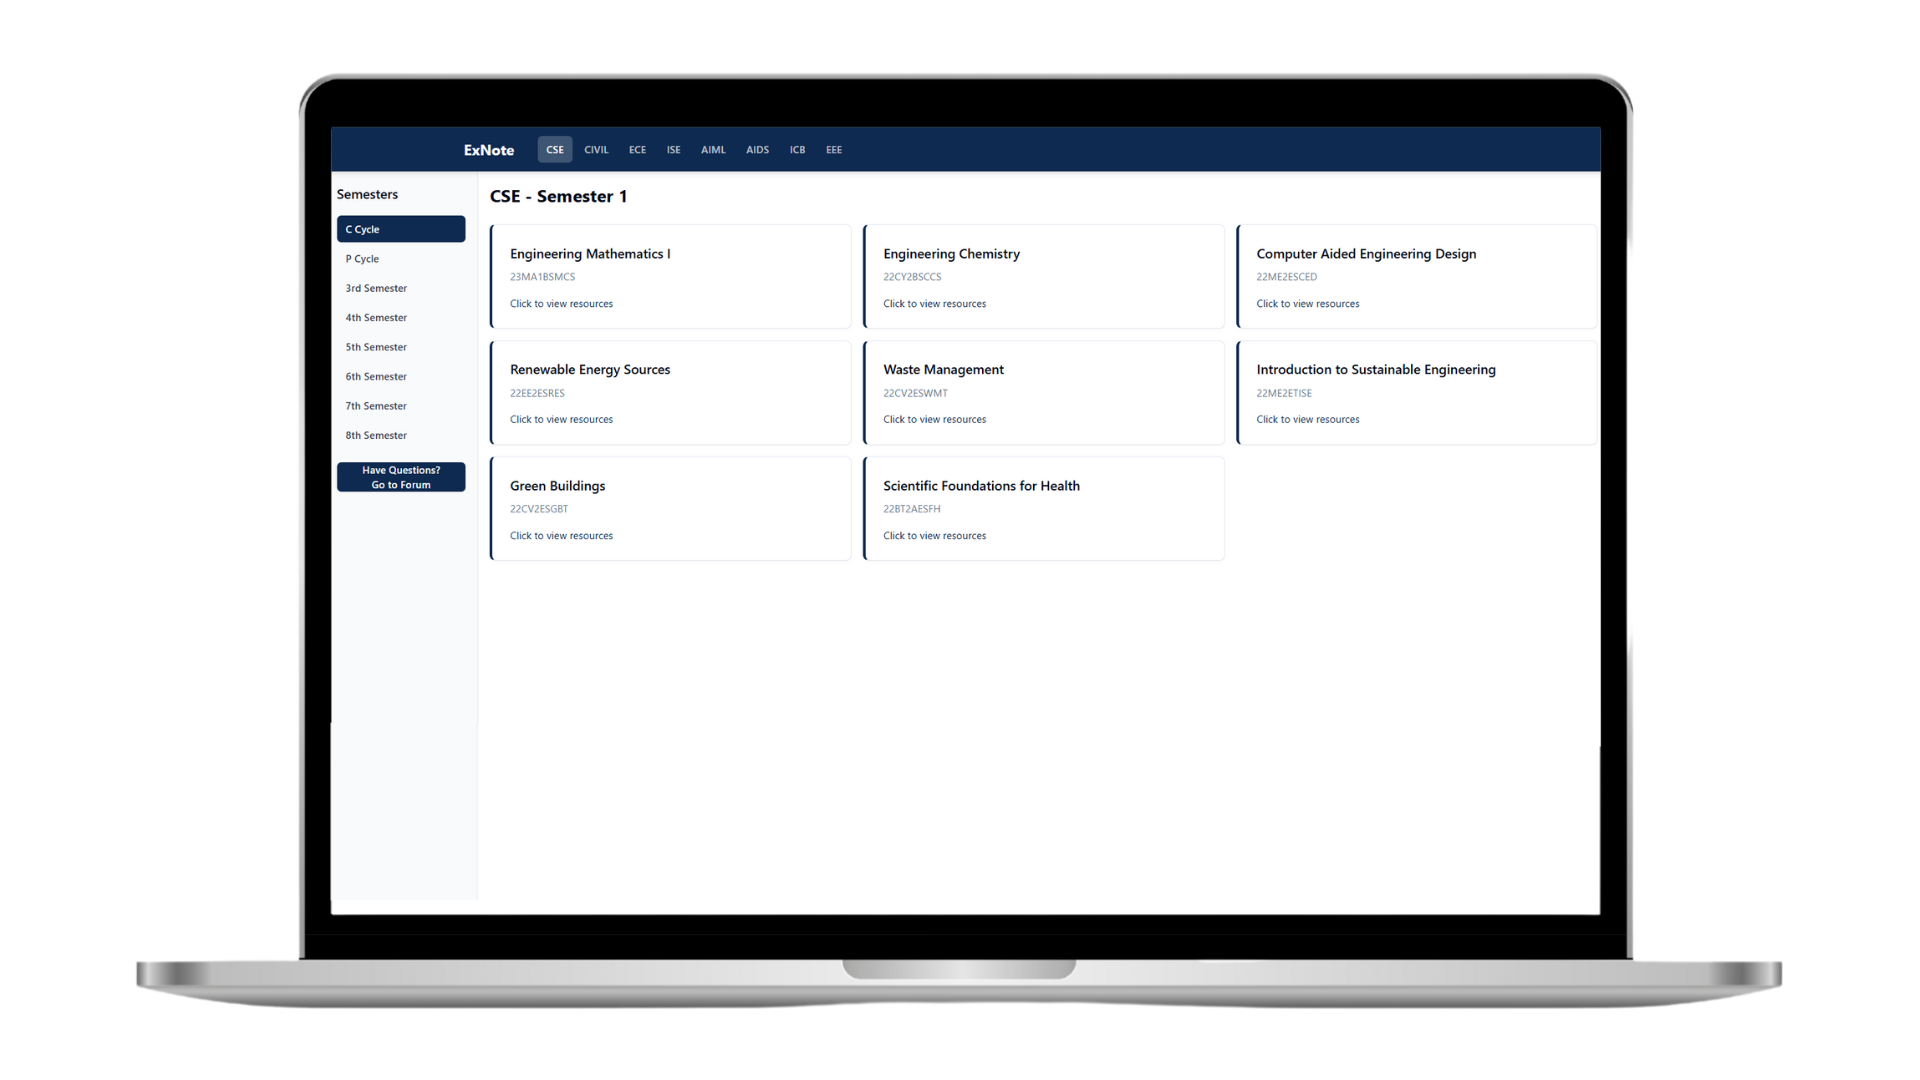 ExNote CSE CIVIL ECE ISE AIML AIDS ICB EEE
Semesters
C Cycle
P Cycle
3rd Semester
4th Semester
5th Semester
6th Semester
7th Semester
8th Semester
Have Questions?
Go to Forum
CSE - Semester 1
Engineering Mathematics I
23MA1BSMCS
Click to view resources
Engineering Chemistry
22CY2BSCCS
Click to view resources
Computer Aided Engineering Design
22ME2ESCED
Click to view resources
Renewable Energy Sources
22EE2ESRES
Click to view resources
Waste Management
22CV2ESWMT
Click to view resources
Introduction to Sustainable Engineering
22ME2ETISE
Click to view resources
Green Buildings
22CV2ESGBT
Click to view resources
Scientific Foundations for Health
22BT2AESFH
Click to view resources